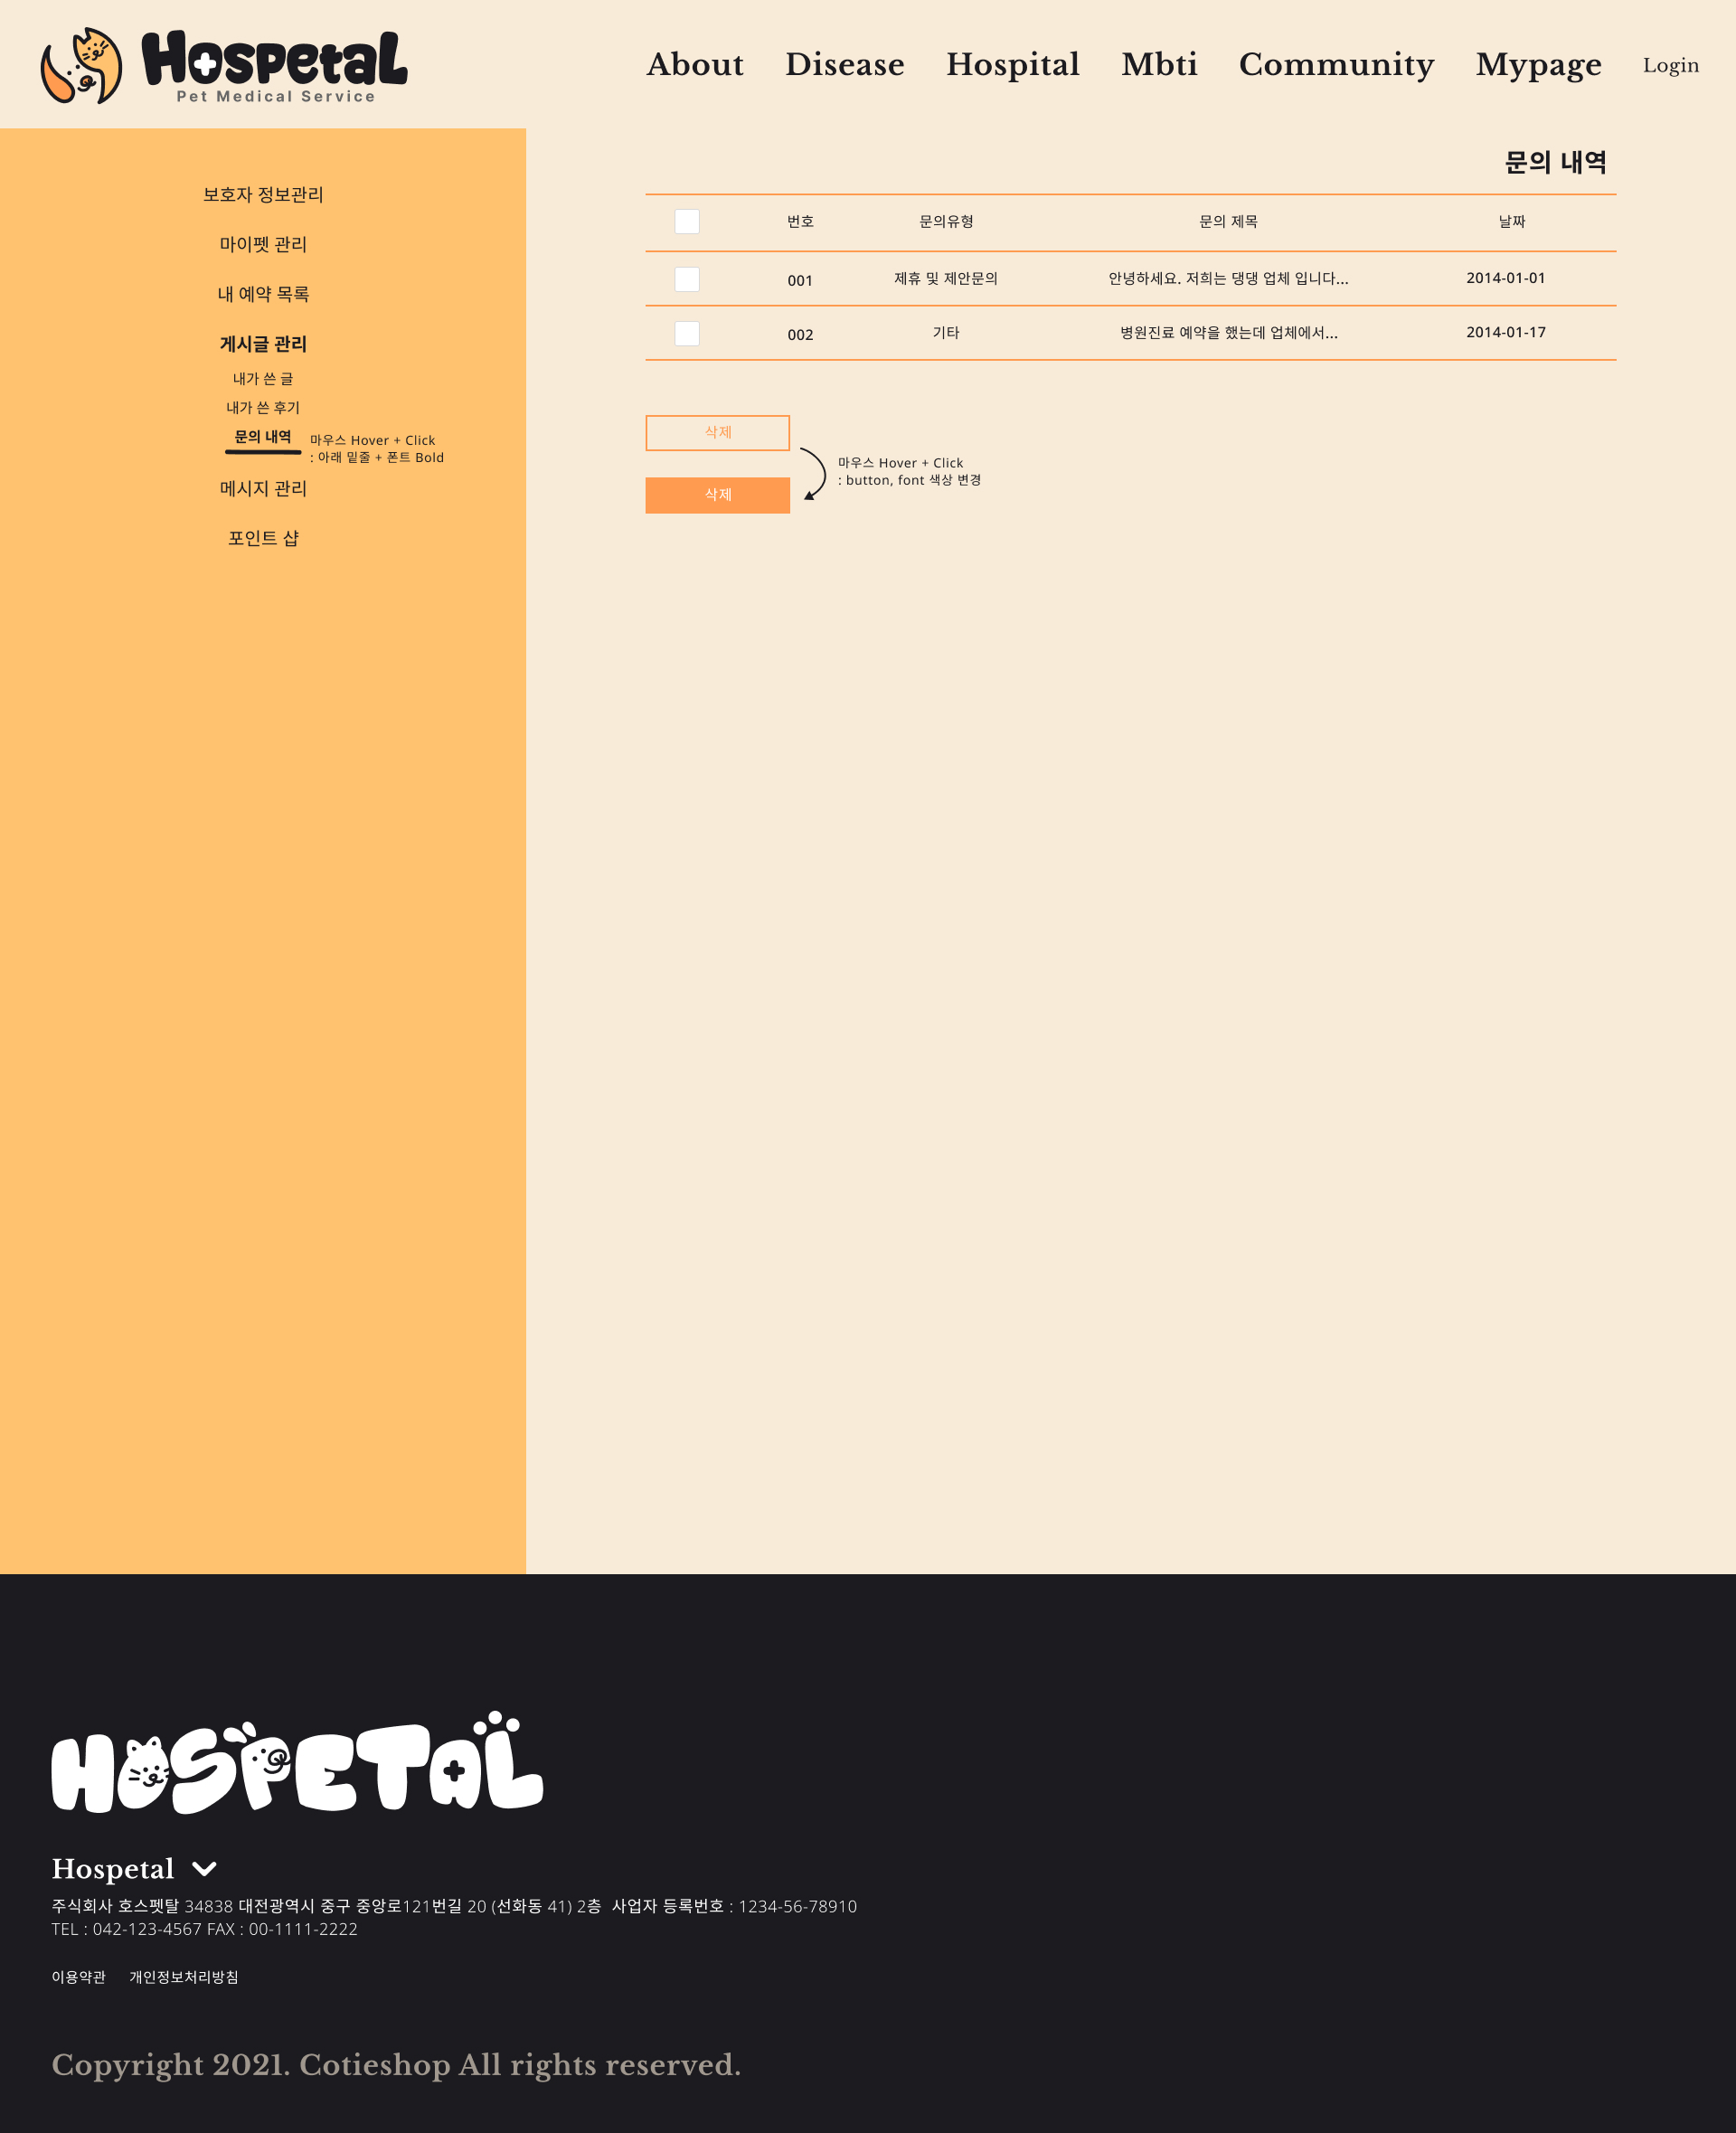 Hospetal
Pet Medical Service
About Disease Hospital Mbti Community Mypage Login
보호자 정보관리
마이펫 관리
내 예약 목록
게시글 관리
내가 쓴 글
내가 쓴 후기
문의 내역
마우스 Hover + Click
: 아래 밑줄 + 폰트 Bold
메시지 관리
포인트 샵
문의 내역
번호 문의유형 문의 제목 날짜
001 제휴 및 제안문의 안녕하세요. 저희는 댕댕 업체 입니다... 2014-01-01
002 기타 병원진료 예약을 했는데 업체에서... 2014-01-17
삭제
마우스 Hover + Click
: button, font 색상 변경
삭제
HOSPETAL
Hospetal
주식회사 호스펫탈 34838 대전광역시 중구 중앙로121번길 20 (선화동 41) 2층 사업자 등록번호 : 1234-56-78910
TEL : 042-123-4567 FAX : 00-1111-2222
이용약관 개인정보처리방침
Copyright 2021. Cotieshop All rights reserved.